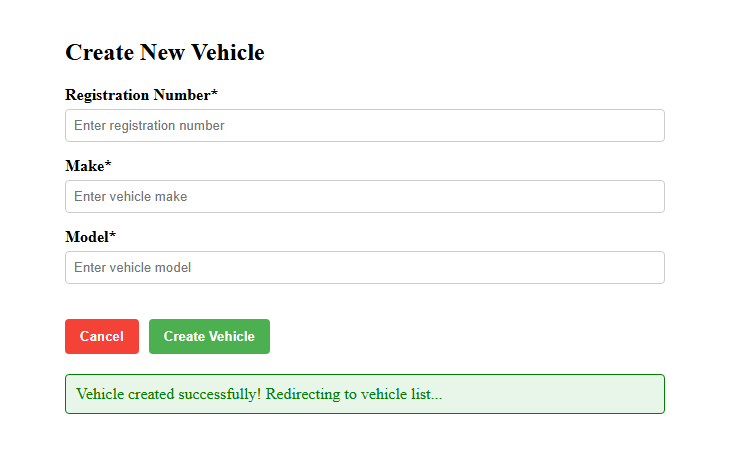 Create New Vehicle
Registration Number*
Enter registration number
Make*
Enter vehicle make
Model*
Enter vehicle model
Cancel Create Vehicle
Vehicle created successfully! Redirecting to vehicle list...